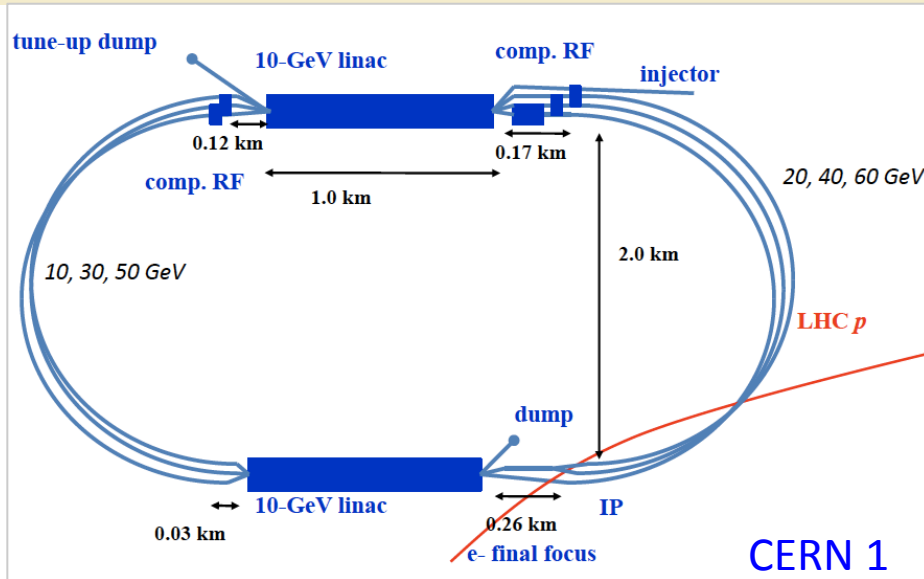 tune-up dump
10-GeV linac
comp. RF
injector
0.12 km
0.17 km
comp. RF
1.0 km
20, 40, 60 GeV
2.0 km
10, 30, 50 GeV
LHC p
dump
10-GeV linac
IP
0.03 km
0.26 km
e- final focus
CERN 1